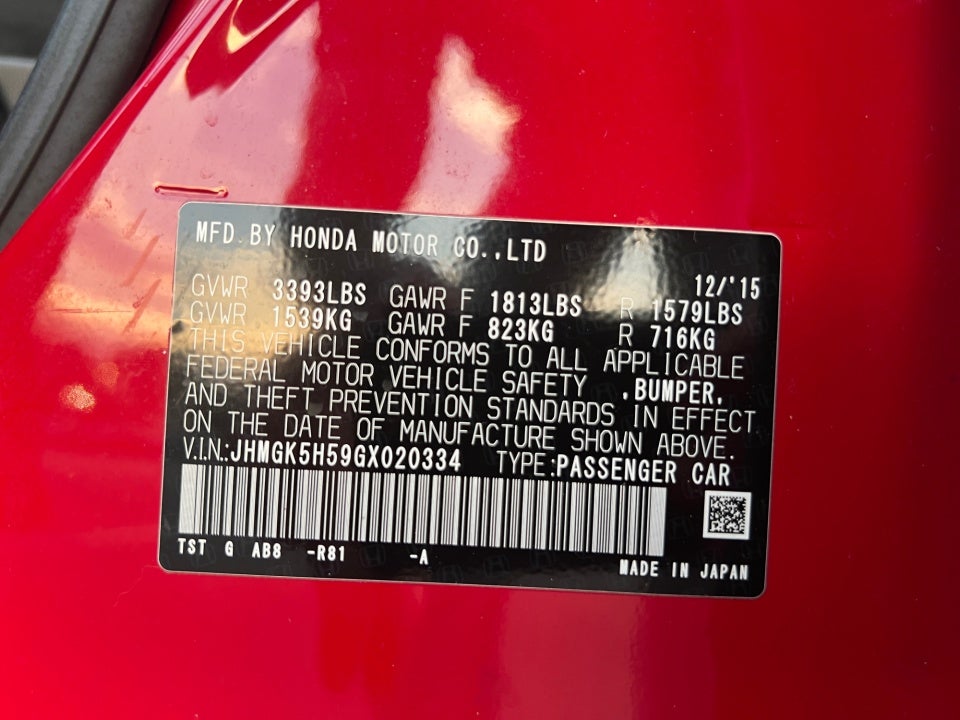 MFD. BY HONDA MOTOR CO.,LTD
12/'15
GVWR 3393LBS GAWR F 1813LBS R 1579LBS
GVWR 1539KG GAWR F 823KG R 716KG
THIS VEHICLE CONFORMS TO ALL APPLICABLE
FEDERAL MOTOR VEHICLE SAFETY ,BUMPER,
AND THEFT PREVENTION STANDARDS IN EFFECT
ON THE DATE OF MANUFACTURE SHOWN ABOVE.
V.I.N.:JHMGK5H59GX020334 TYPE:PASSENGER CAR
TST G AB8 -R81 -A
MADE IN JAPAN